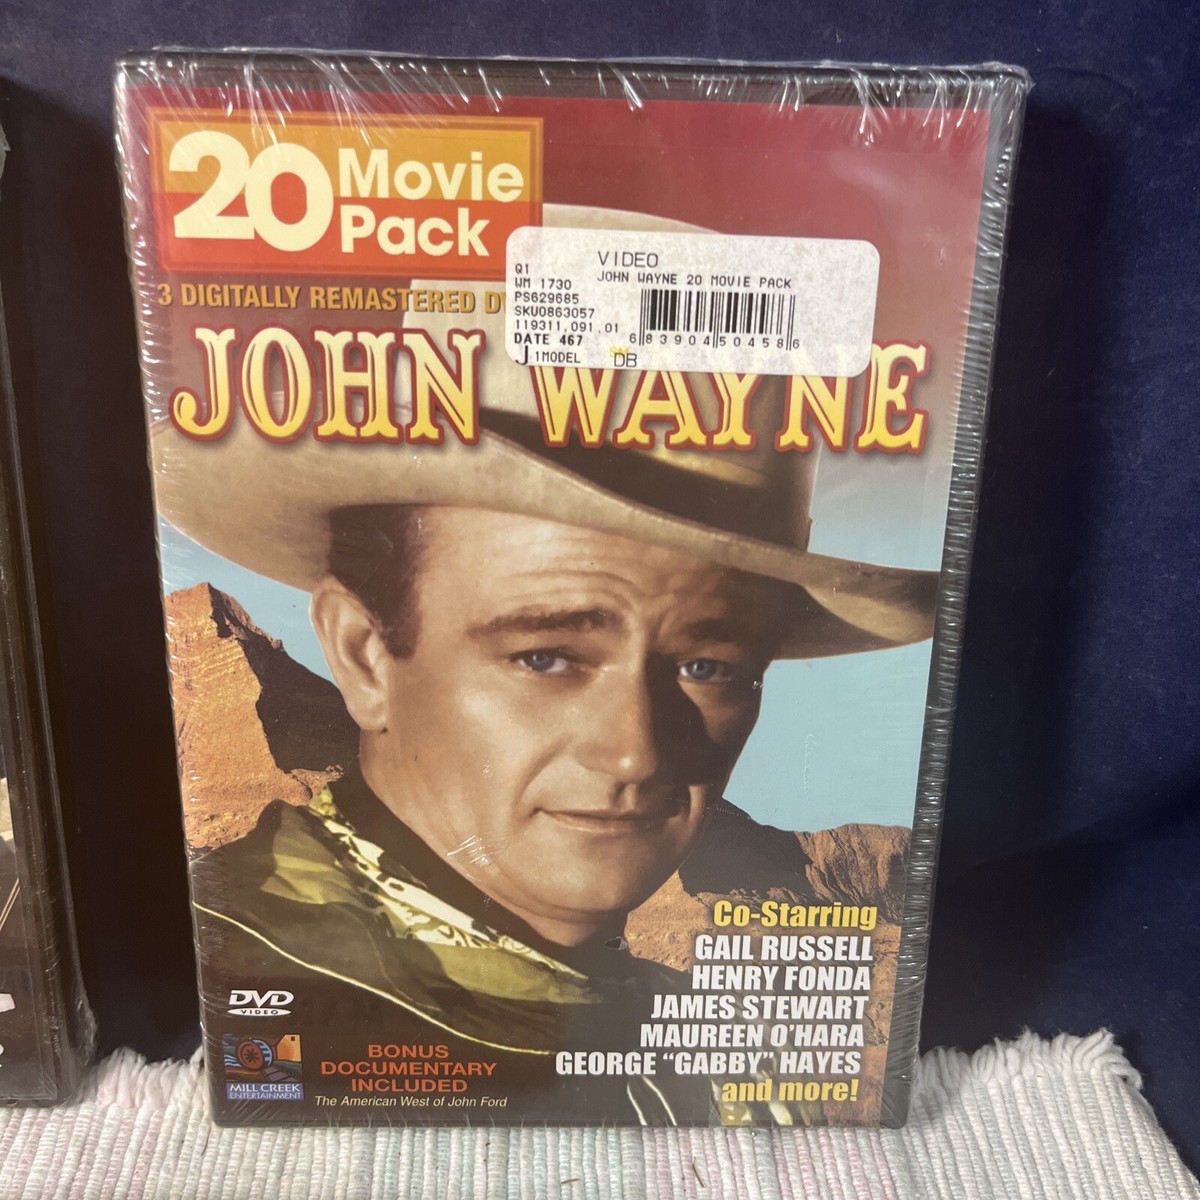 20 Movie
Pack
3 DIGITALLY REMASTERED
VIDEO
JOHN WAYNE 20 MOVIE PACK
Q1
WM 1730
PS629685
SKU0863057
119311,091,01
DATE 467
J 1MODEL
DB
6 83904 50458 6
JOHN WAYNE
Co-Starring
GAIL RUSSELL
HENRY FONDA
JAMES STEWART
MAUREEN O'HARA
GEORGE "GABBY" HAYES
and more!
DVD
VIDEO
MILL CREEK
ENTERTAINMENT
BONUS
DOCUMENTARY
INCLUDED
The American West of John Ford